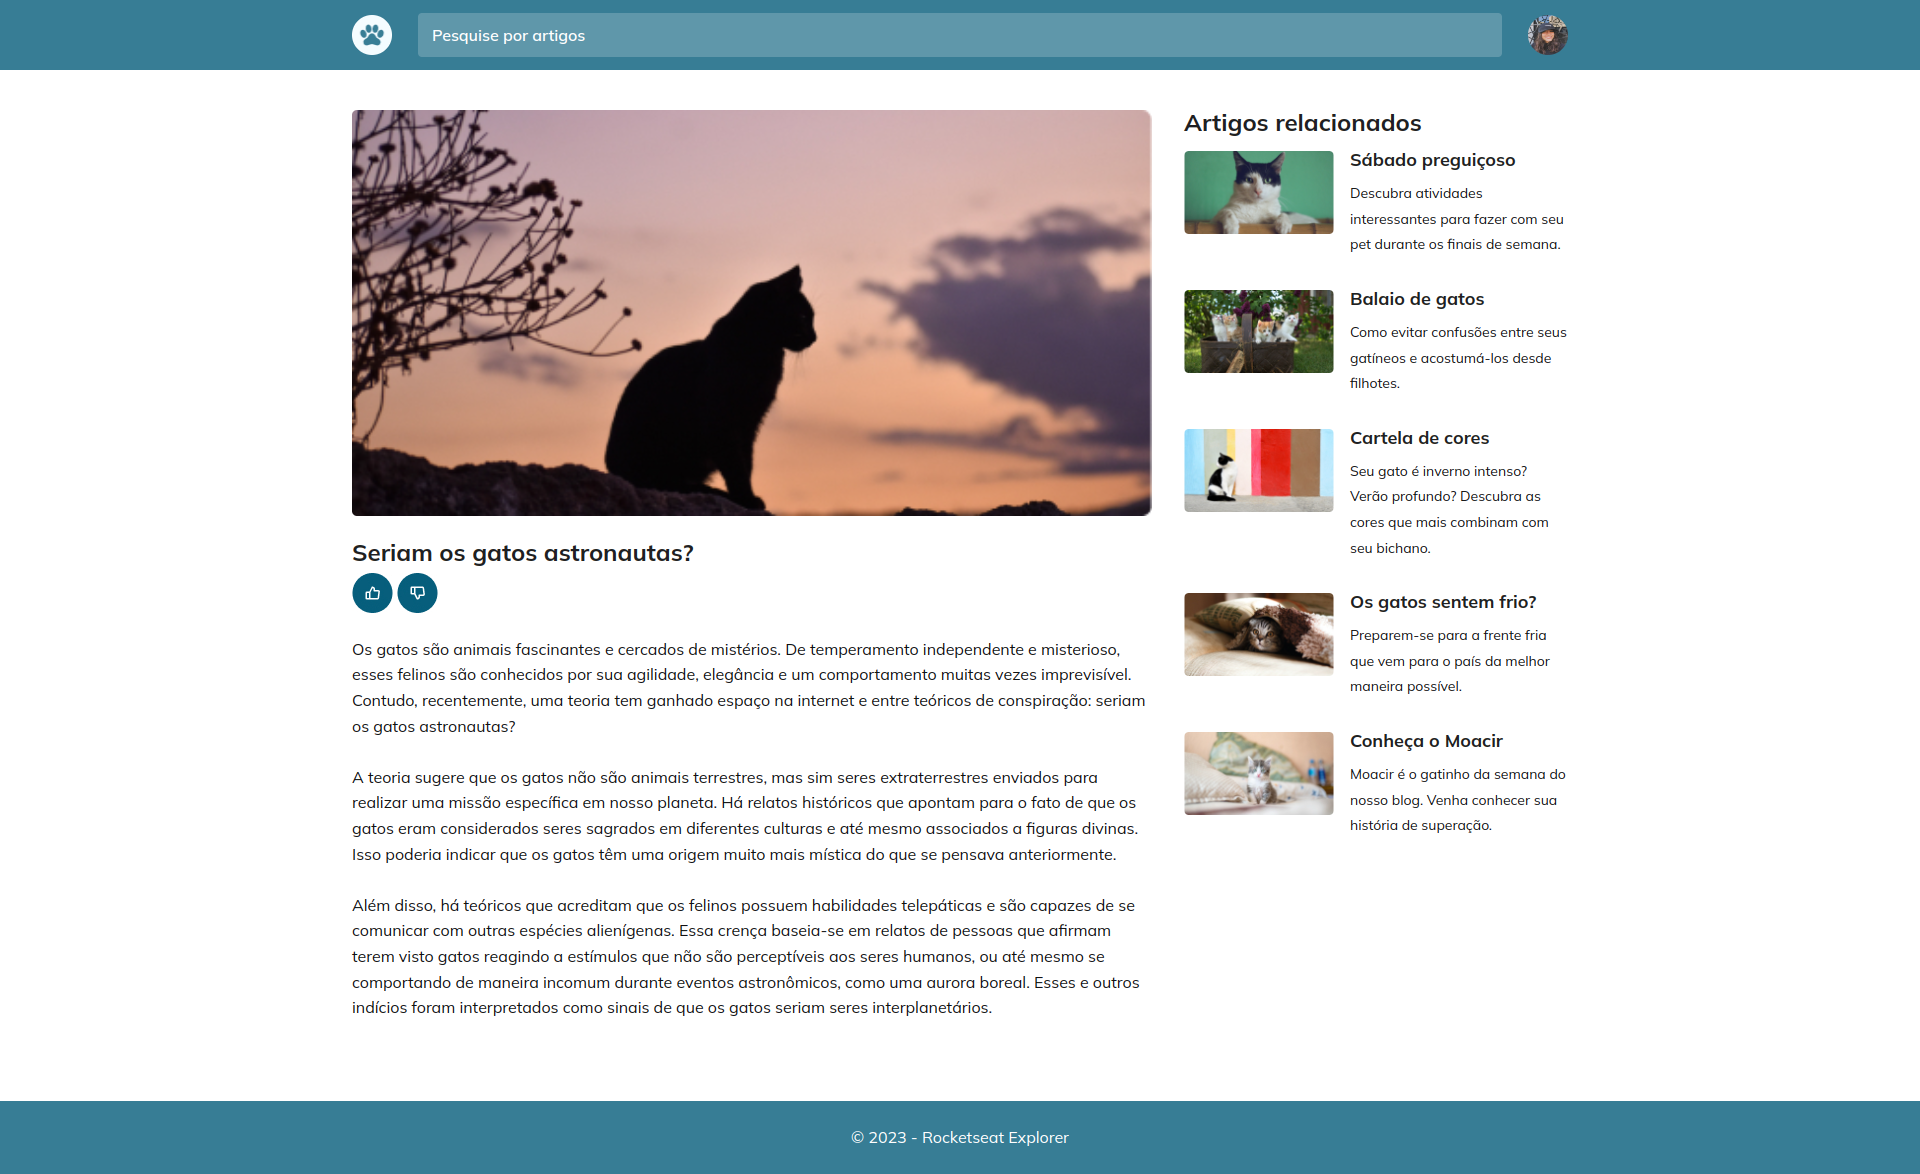 Pesquise por artigos
Seriam os gatos astronautas?
Os gatos são animais fascinantes e cercados de mistérios. De temperamento independente e misterioso,
esses felinos são conhecidos por sua agilidade, elegância e um comportamento muitas vezes imprevisível.
Contudo, recentemente, uma teoria tem ganhado espaço na internet e entre teóricos de conspiração: seriam
os gatos astronautas?
A teoria sugere que os gatos não são animais terrestres, mas sim seres extraterrestres enviados para
realizar uma missão específica em nosso planeta. Há relatos históricos que apontam para o fato de que os
gatos eram considerados seres sagrados em diferentes culturas e até mesmo associados a figuras divinas.
Isso poderia indicar que os gatos têm uma origem muito mais mística do que se pensava anteriormente.
Além disso, há teóricos que acreditam que os felinos possuem habilidades telepáticas e são capazes de se
comunicar com outras espécies alienígenas. Essa crença baseia-se em relatos de pessoas que afirmam
terem visto gatos reagindo a estímulos que não são perceptíveis aos seres humanos, ou até mesmo se
comportando de maneira incomum durante eventos astronômicos, como uma aurora boreal. Esses e outros
indícios foram interpretados como sinais de que os gatos seriam seres interplanetários.
Artigos relacionados
Sábado preguiçoso
Descubra atividades
interessantes para fazer com seu
pet durante os finais de semana.
Balaio de gatos
Como evitar confusões entre seus
gatíneos e acostumá-los desde
filhotes.
Cartela de cores
Seu gato é inverno intenso?
Verão profundo? Descubra as
cores que mais combinam com
seu bichano.
Os gatos sentem frio?
Preparem-se para a frente fria
que vem para o país da melhor
maneira possível.
Conheça o Moacir
Moacir é o gatinho da semana do
nosso blog. Venha conhecer sua
história de superação.
© 2023 - Rocketseat Explorer